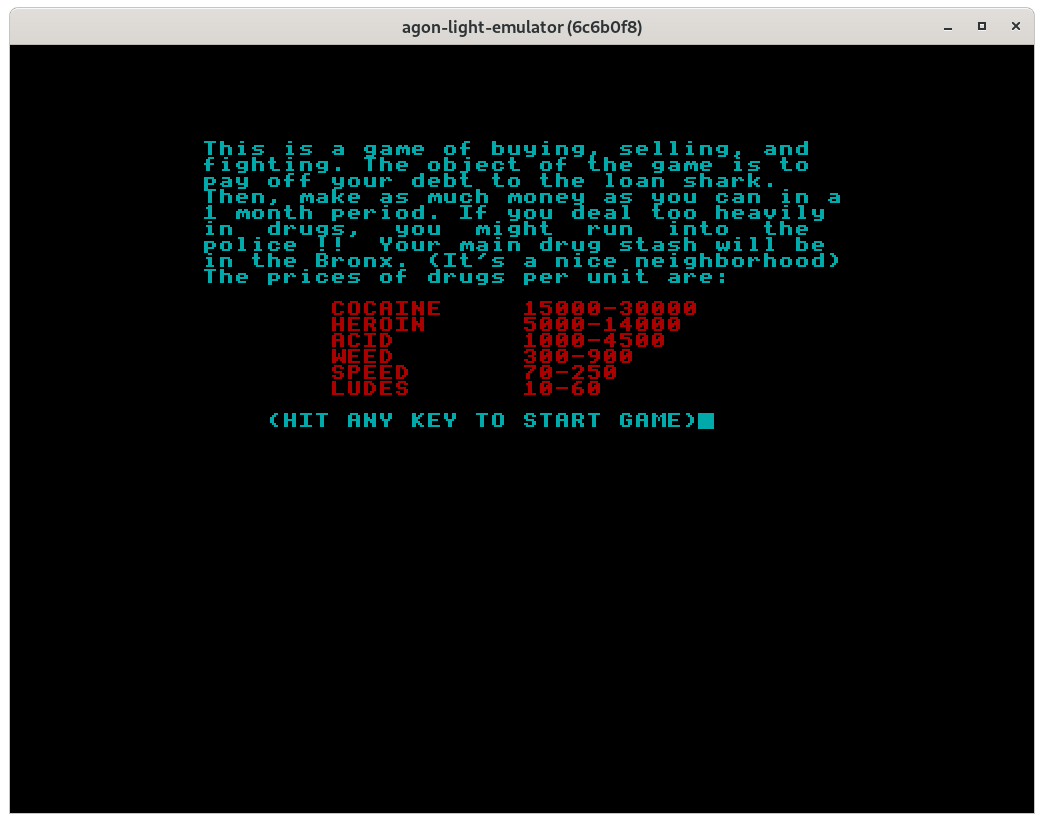 agon-light-emulator (6c6b0f8)
This is a game of buying, selling, and
fighting. The object of the game is to
pay off your debt to the loan shark.
Then, make as much money as you can in a
1 month period. If you deal too heavily
in drugs, you might run into the
police !! Your main drug stash will be
in the Bronx. (It's a nice neighborhood)
The prices of drugs per unit are:
COCAINE 15000-30000
HEROIN 5000-14000
ACID 1000-4500
WEED 300-900
SPEED 70-250
LUDES 10-60
(HIT ANY KEY TO START GAME)